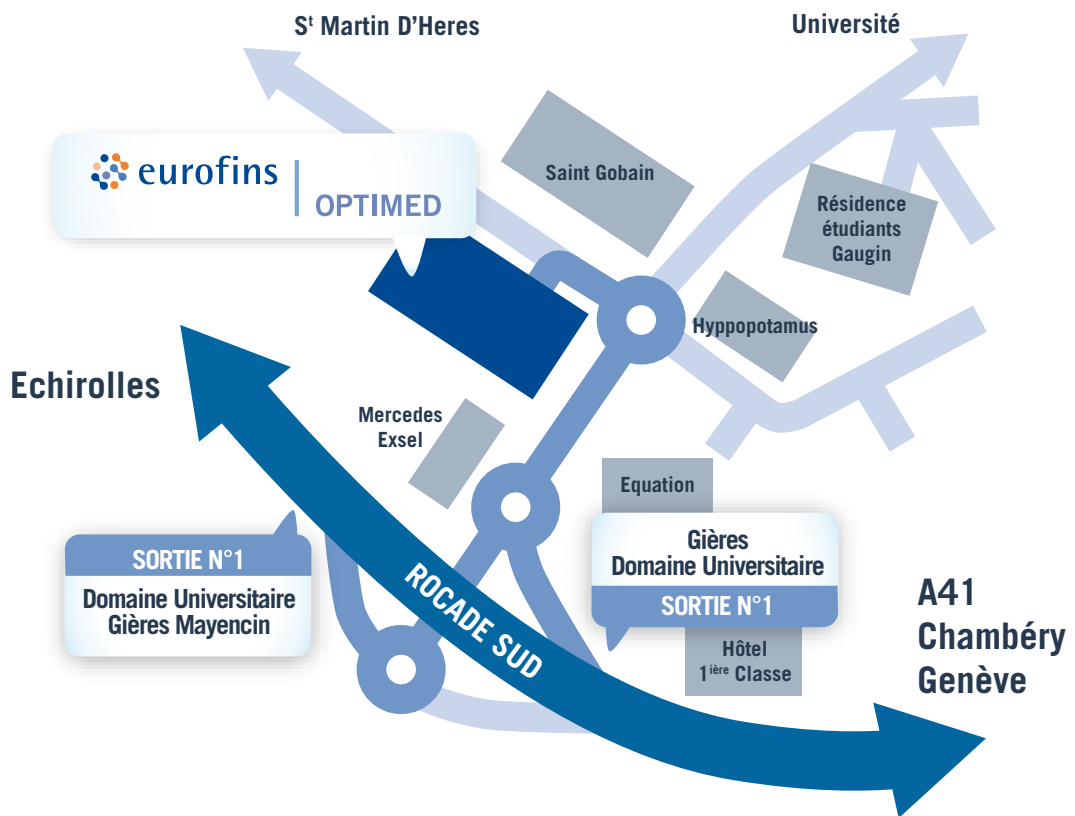 Sᵗ Martin D'Heres
Université
eurofins
OPTIMED
Saint Gobain
Résidence
étudiants
Gaugin
Hyppopotamus
Echirolles
Mercedes
Exsel
Equation
SORTIE N°1
Domaine Universitaire
Gières Mayencin
Gières
Domaine Universitaire
SORTIE N°1
ROCADE SUD
Hôtel
1ⁱèʳᵉ Classe
A41
Chambéry
Genève